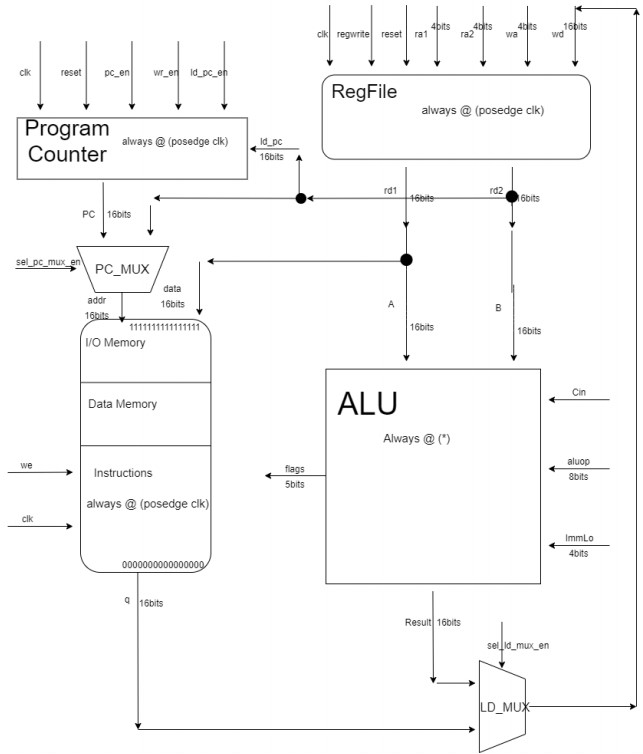 clk
regwrite
reset
ra1
4bits
ra2
4bits
wa
4bits
wd
16bits
clk
reset
pc_en
wr_en
ld_pc_en
RegFile
always @ (posedge clk)
Program
Counter
always @ (posedge clk)
ld_pc
16bits
rd1
16bits
rd2
16bits
PC
16bits
sel_pc_mux_en
PC_MUX
addr
16bits
data
16bits
A
16bits
B
16bits
1111111111111111
I/O Memory
Data Memory
Instructions
always @ (posedge clk)
0000000000000000
we
clk
ALU
Always @ (*)
Cin
aluop
8bits
ImmLo
4bits
flags
5bits
q
16bits
Result
16bits
sel_ld_mux_en
LD_MUX